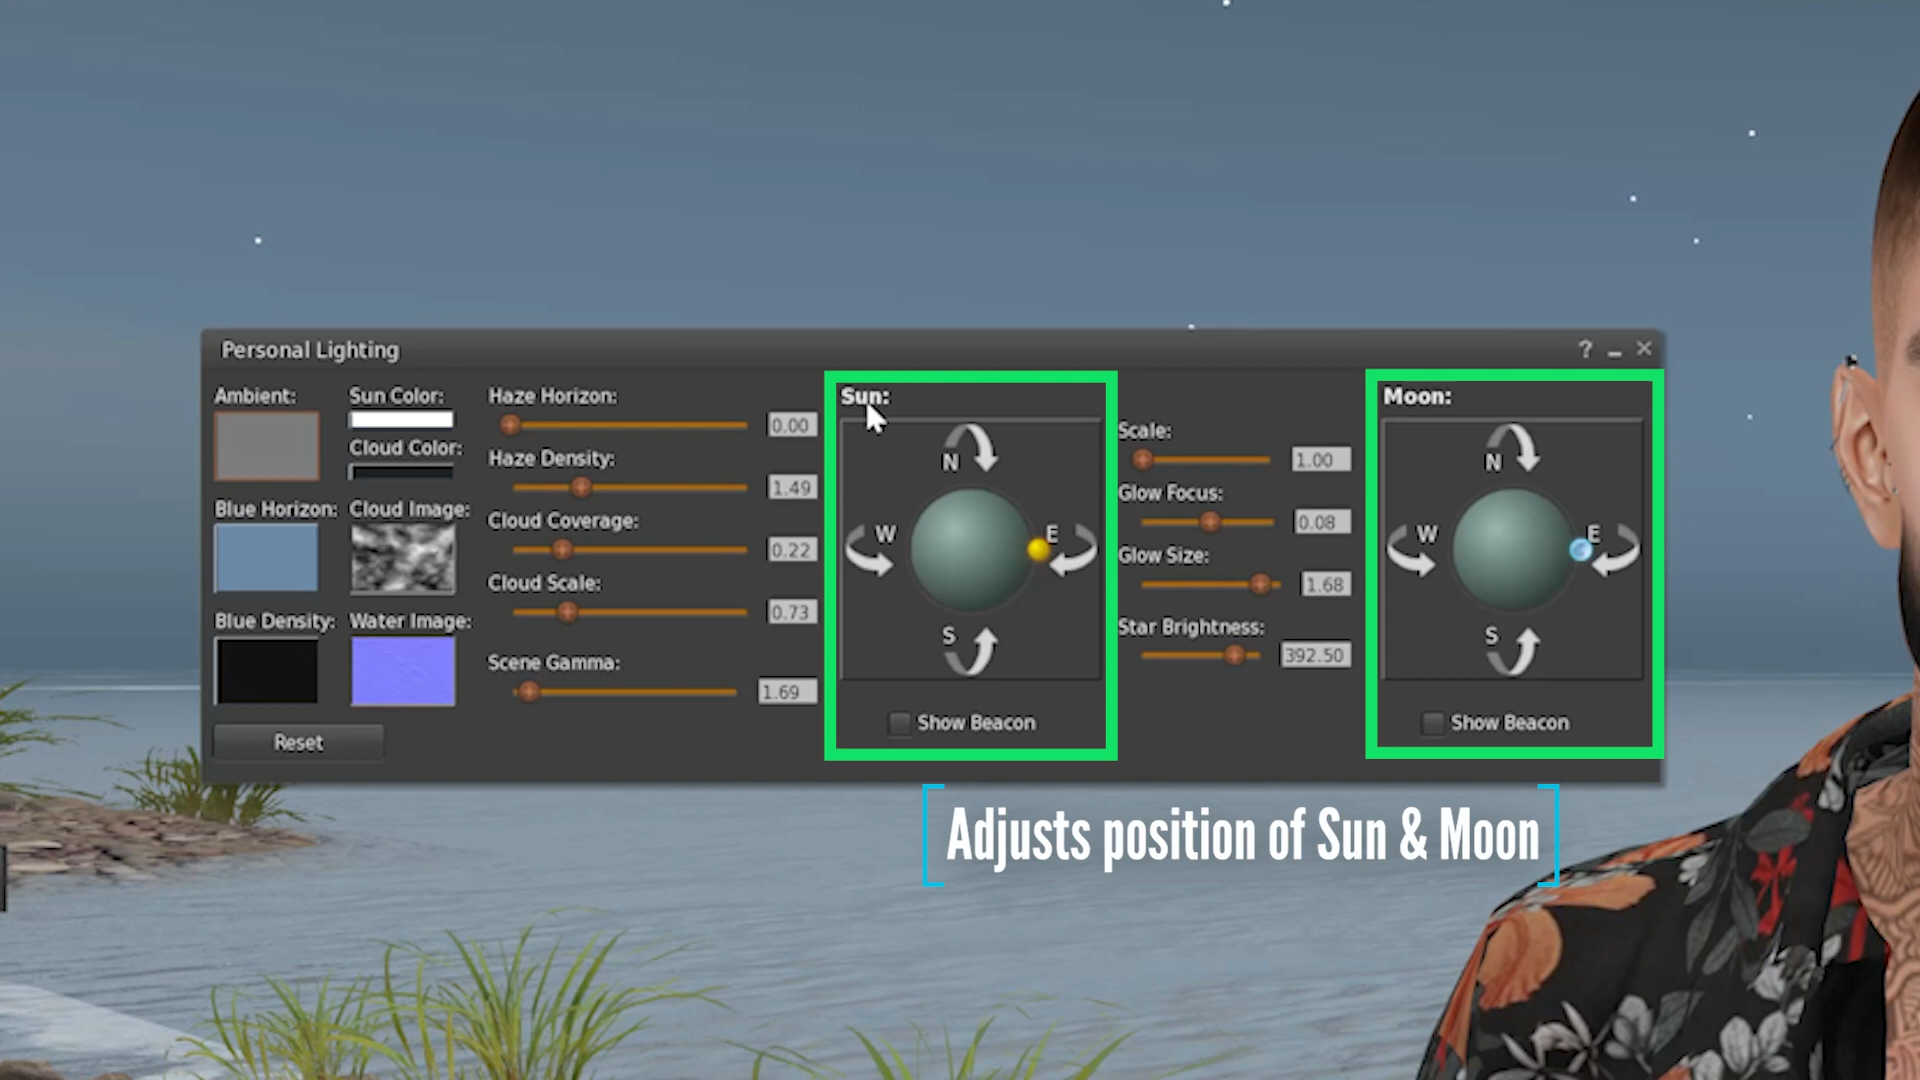 Personal Lighting
?
Ambient:
Sun Color:
Cloud Color:
Blue Horizon:
Cloud Image:
Blue Density:
Water Image:
Reset
Haze Horizon:
0.00
Haze Density:
1.49
Cloud Coverage:
0.22
Cloud Scale:
0.73
Scene Gamma:
1.69
Sun:
N
W
E
S
Show Beacon
Scale:
1.00
Glow Focus:
0.08
Glow Size:
1.68
Star Brightness:
392.50
Moon:
N
W
E
S
Show Beacon
Adjusts position of Sun & Moon